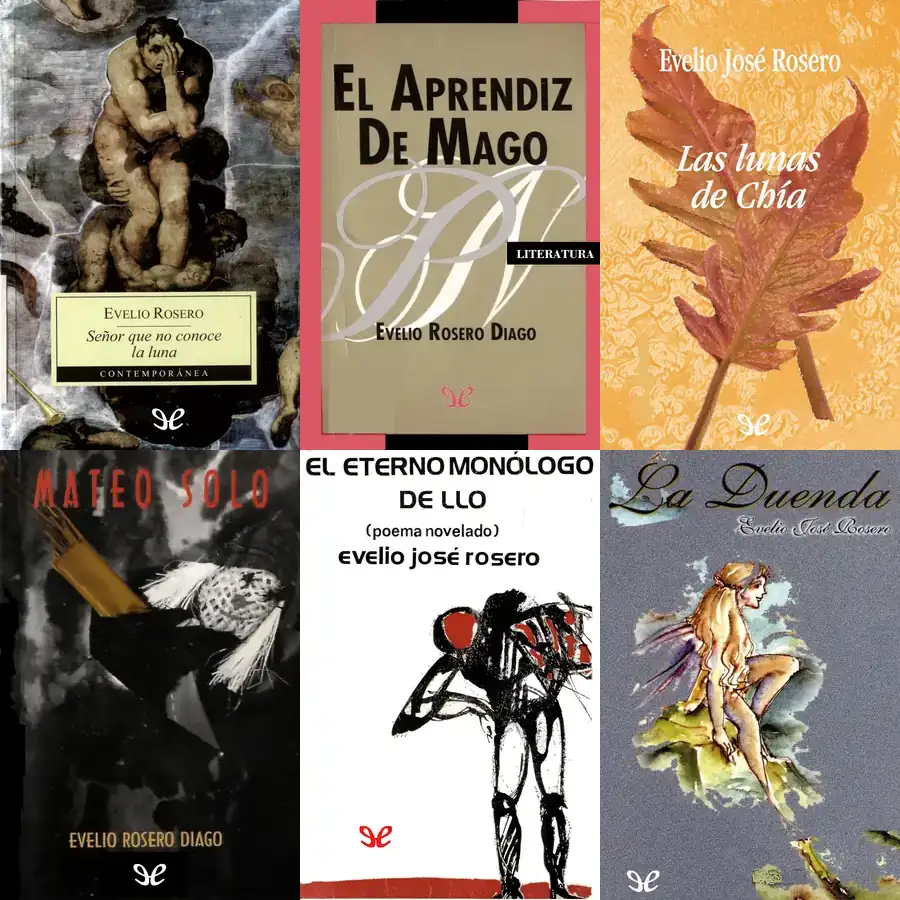 EVELIO ROSERO
Señor que no conoce
la luna
CONTEMPORÁNEA
EL APRENDIZ
DE MAGO
LITERATURA
EVELIO ROSERO DIAGO
Evelio José Rosero
Las lunas
de Chía
MATEO SOLO
EVELIO ROSERO DIAGO
EL ETERNO MONÓLOGO
DE LLO
(poema novelado)
evelio josé rosero
La Duenda
Evelio José Rosero